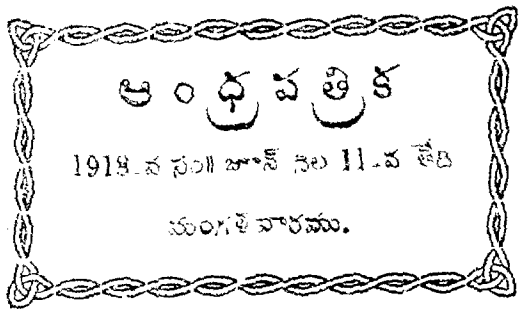 ఆంధ్రపత్రిక
1918-వ సం॥ జూన్ నెల 11-వ తేది
మంగళవారము.